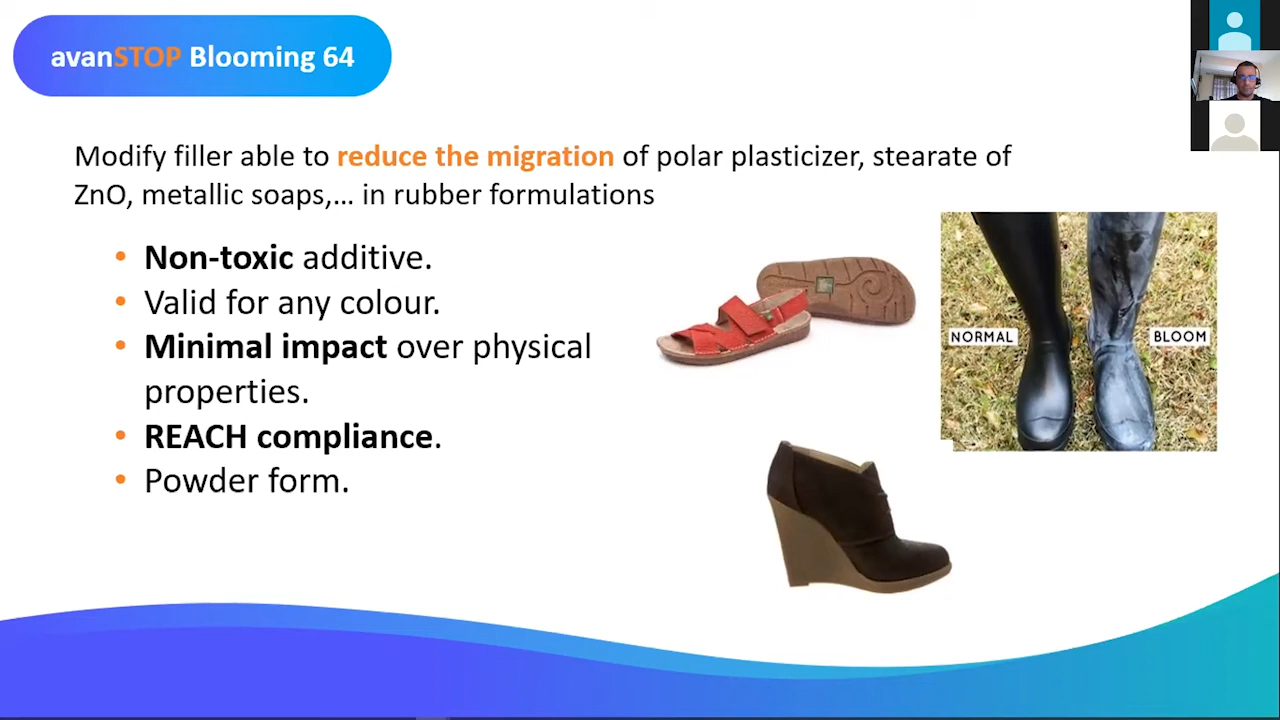 avanSTOP Blooming 64
Modify filler able to reduce the migration of polar plasticizer, stearate of
ZnO, metallic soaps,... in rubber formulations
• Non-toxic additive.
• Valid for any colour.
• Minimal impact over physical
properties.
• REACH compliance.
• Powder form.
NORMAL
BLOOM